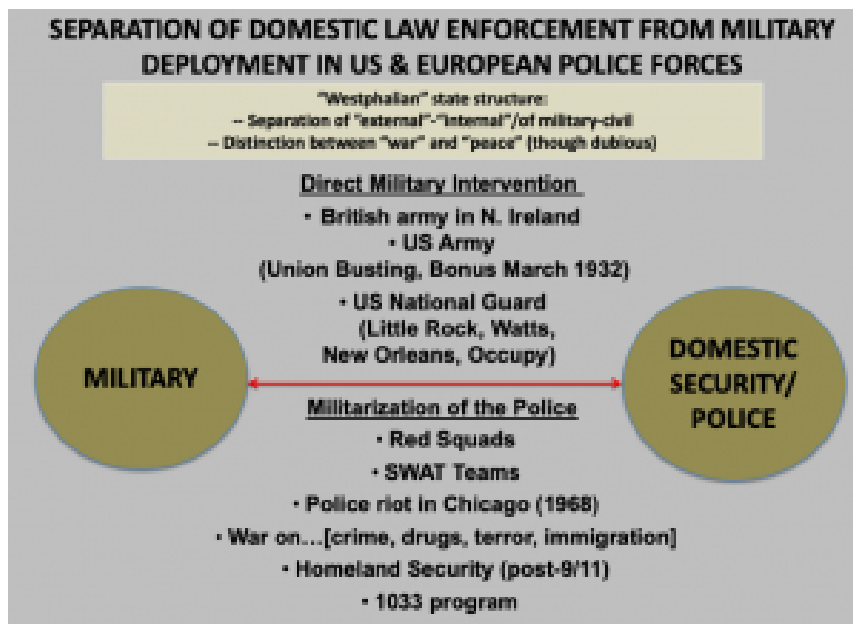 SEPARATION OF DOMESTIC LAW ENFORCEMENT FROM MILITARY
DEPLOYMENT IN US & EUROPEAN POLICE FORCES
"Westphalian" state structure:
-- Separation of "external"-"internal"/of military-civil
-- Distinction between "war" and "peace" (though dubious)
Direct Military Intervention
• British army in N. Ireland
• US Army
(Union Busting, Bonus March 1932)
• US National Guard
(Little Rock, Watts,
New Orleans, Occupy)
MILITARY
DOMESTIC
SECURITY/
POLICE
Militarization of the Police
• Red Squads
• SWAT Teams
• Police riot in Chicago (1968)
• War on...[crime, drugs, terror, immigration]
• Homeland Security (post-9/11)
• 1033 program